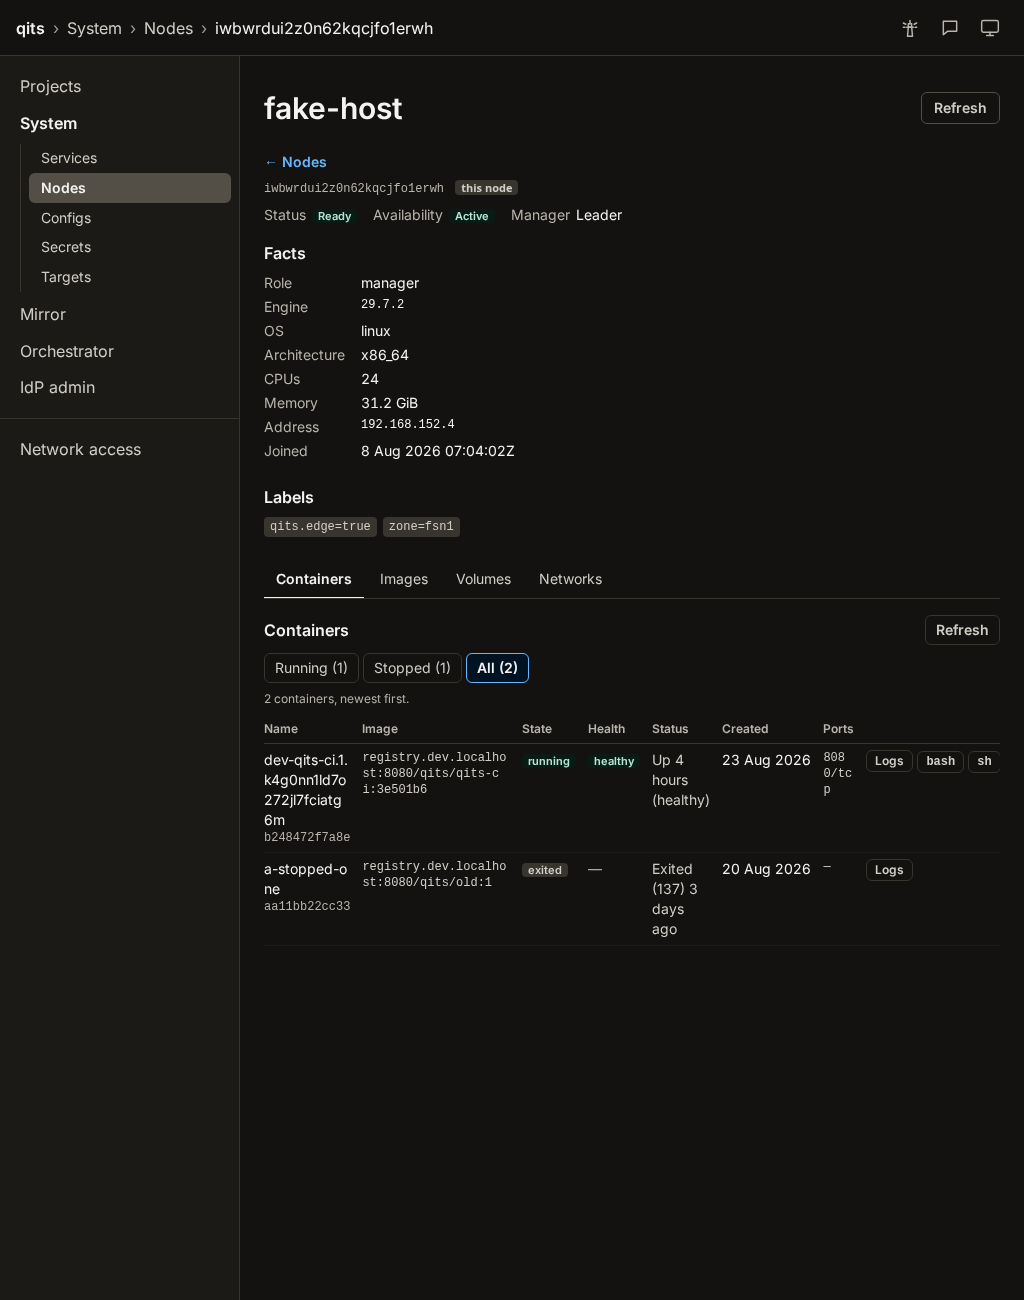 qits › System › Nodes › iwbwrdui2z0n62kqcjfo1erwh
Projects
System
Services
Nodes
Configs
Secrets
Targets
Mirror
Orchestrator
IdP admin
Network access
fake-host
Refresh
← Nodes
iwbwrdui2z0n62kqcjfo1erwh this node
Status Ready Availability Active Manager Leader
Facts
Role manager
Engine 29.7.2
OS linux
Architecture x86_64
CPUs 24
Memory 31.2 GiB
Address 192.168.152.4
Joined 8 Aug 2026 07:04:02Z
Labels
qits.edge=true zone=fsn1
Containers Images Volumes Networks
Containers
Refresh
Running (1) Stopped (1) All (2)
2 containers, newest first.
Name Image State Health Status Created Ports
dev-qits-ci.1. registry.dev.localho running healthy Up 4 23 Aug 2026 808 Logs bash sh
k4g0nn1ld7o st:8080/qits/qits-c hours 0/tc
272jl7fciatg i:3e501b6 (healthy) p
6m
b248472f7a8e
a-stopped-o registry.dev.localho exited — Exited 20 Aug 2026 — Logs
ne st:8080/qits/old:1 (137) 3
aa11bb22cc33 days
ago